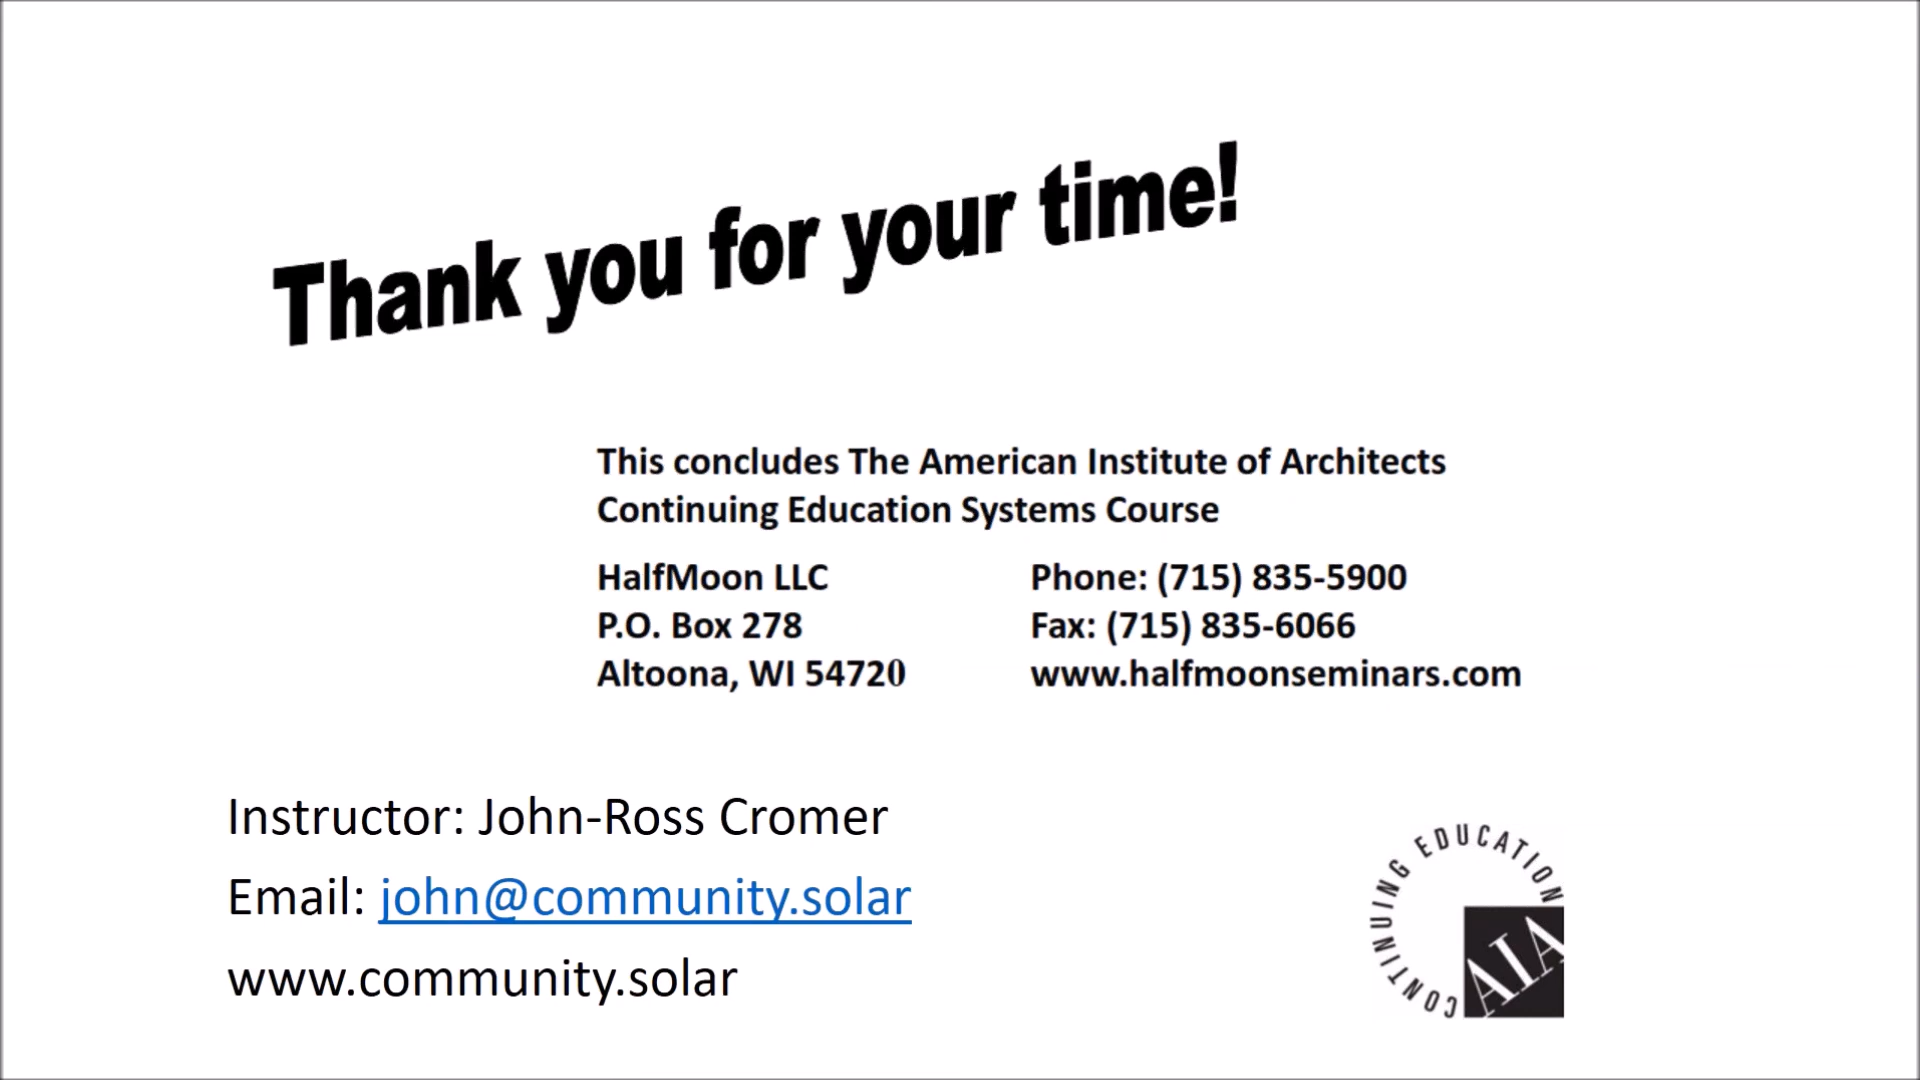 Thank you for your time!
This concludes The American Institute of Architects
Continuing Education Systems Course
HalfMoon LLC
P.O. Box 278
Altoona, WI 54720
Phone: (715) 835-5900
Fax: (715) 835-6066
www.halfmoonseminars.com
Instructor: John-Ross Cromer
Email: john@community.solar
www.community.solar
CONTINUING EDUCATION
AIA